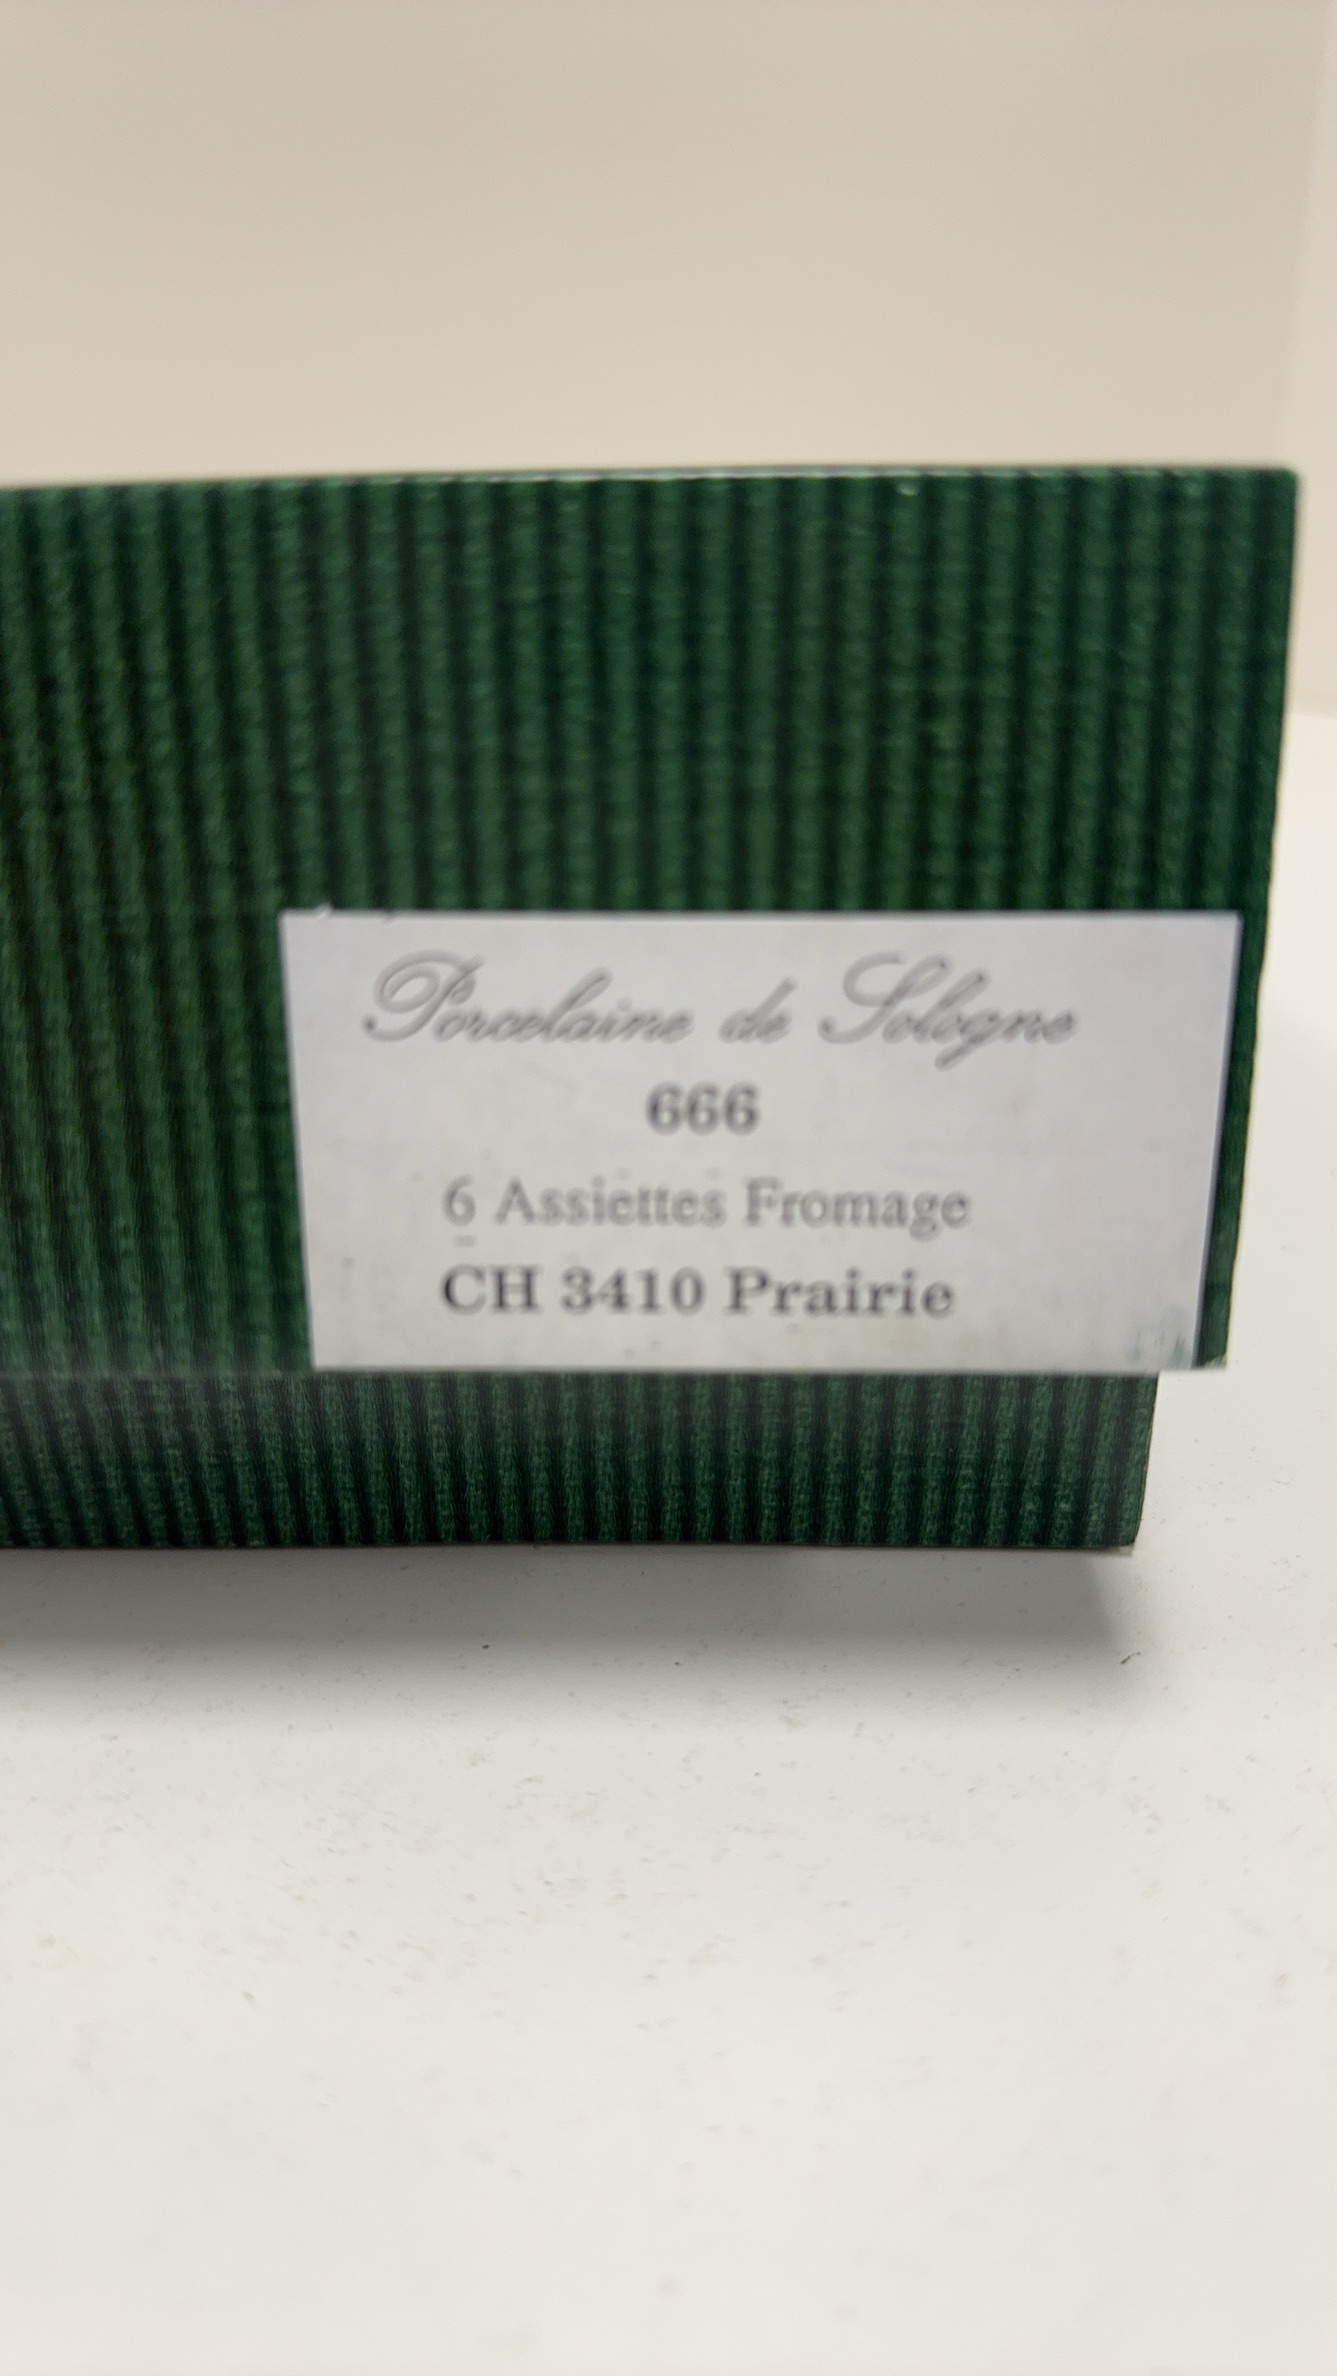 Porcelaine de Sologne
666
6 Assiettes Fromage
CH 3410 Prairie